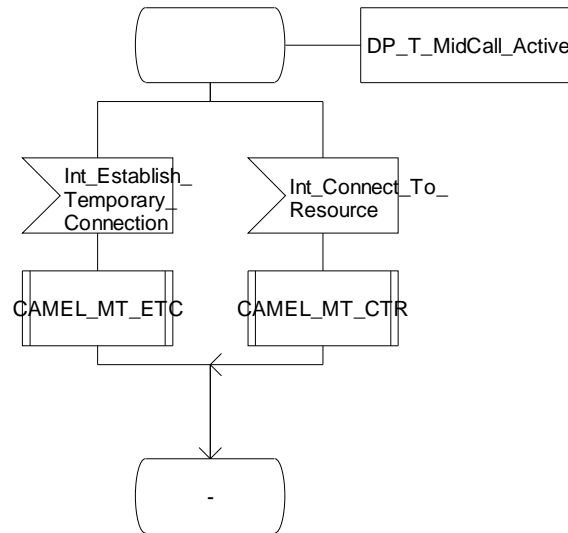 DP_T_MidCall_Active
Int_Establish_
Temporary_
Connection
Int_Connect_To_
Resource
CAMEL_MT_ETC
CAMEL_MT_CTR
-